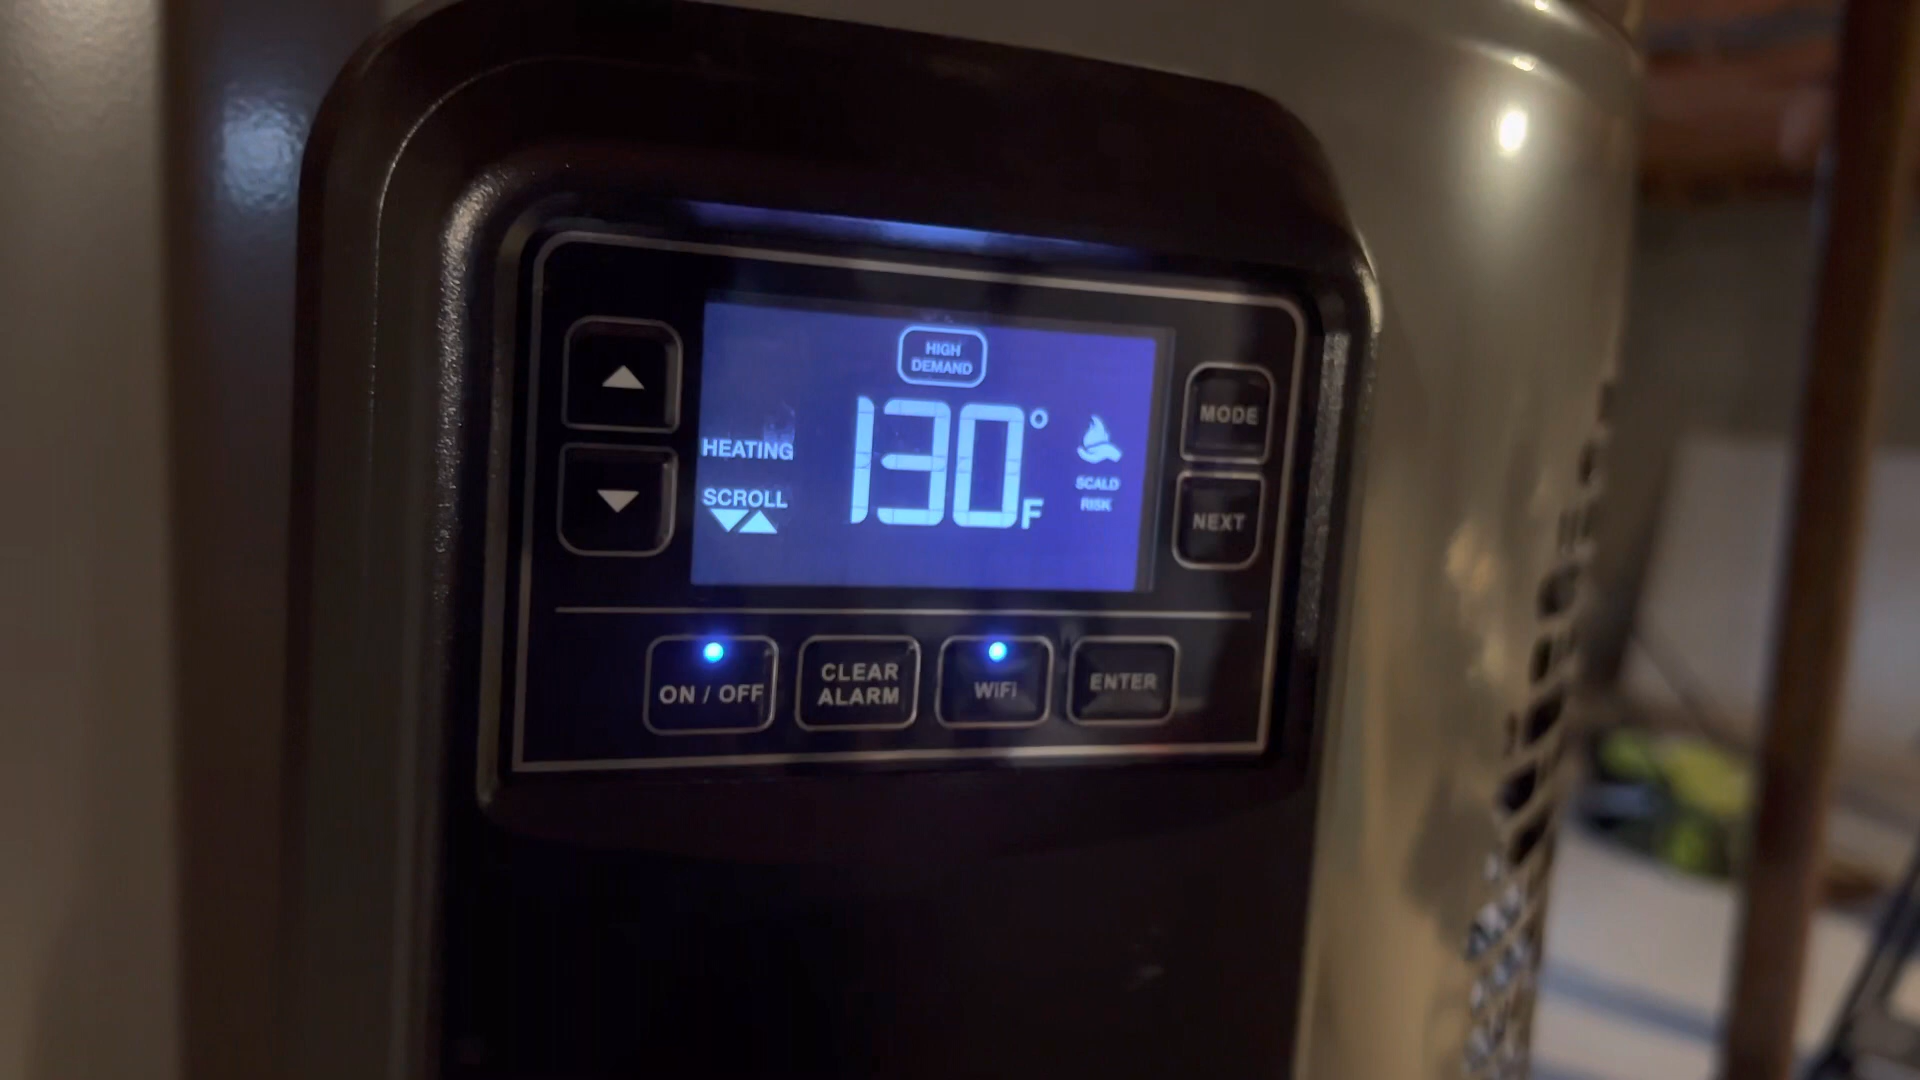 HIGH
DEMAND
HEATING
130°F
SCALD
RISK
SCROLL
MODE
NEXT
ON / OFF
CLEAR
ALARM
WiFi
ENTER